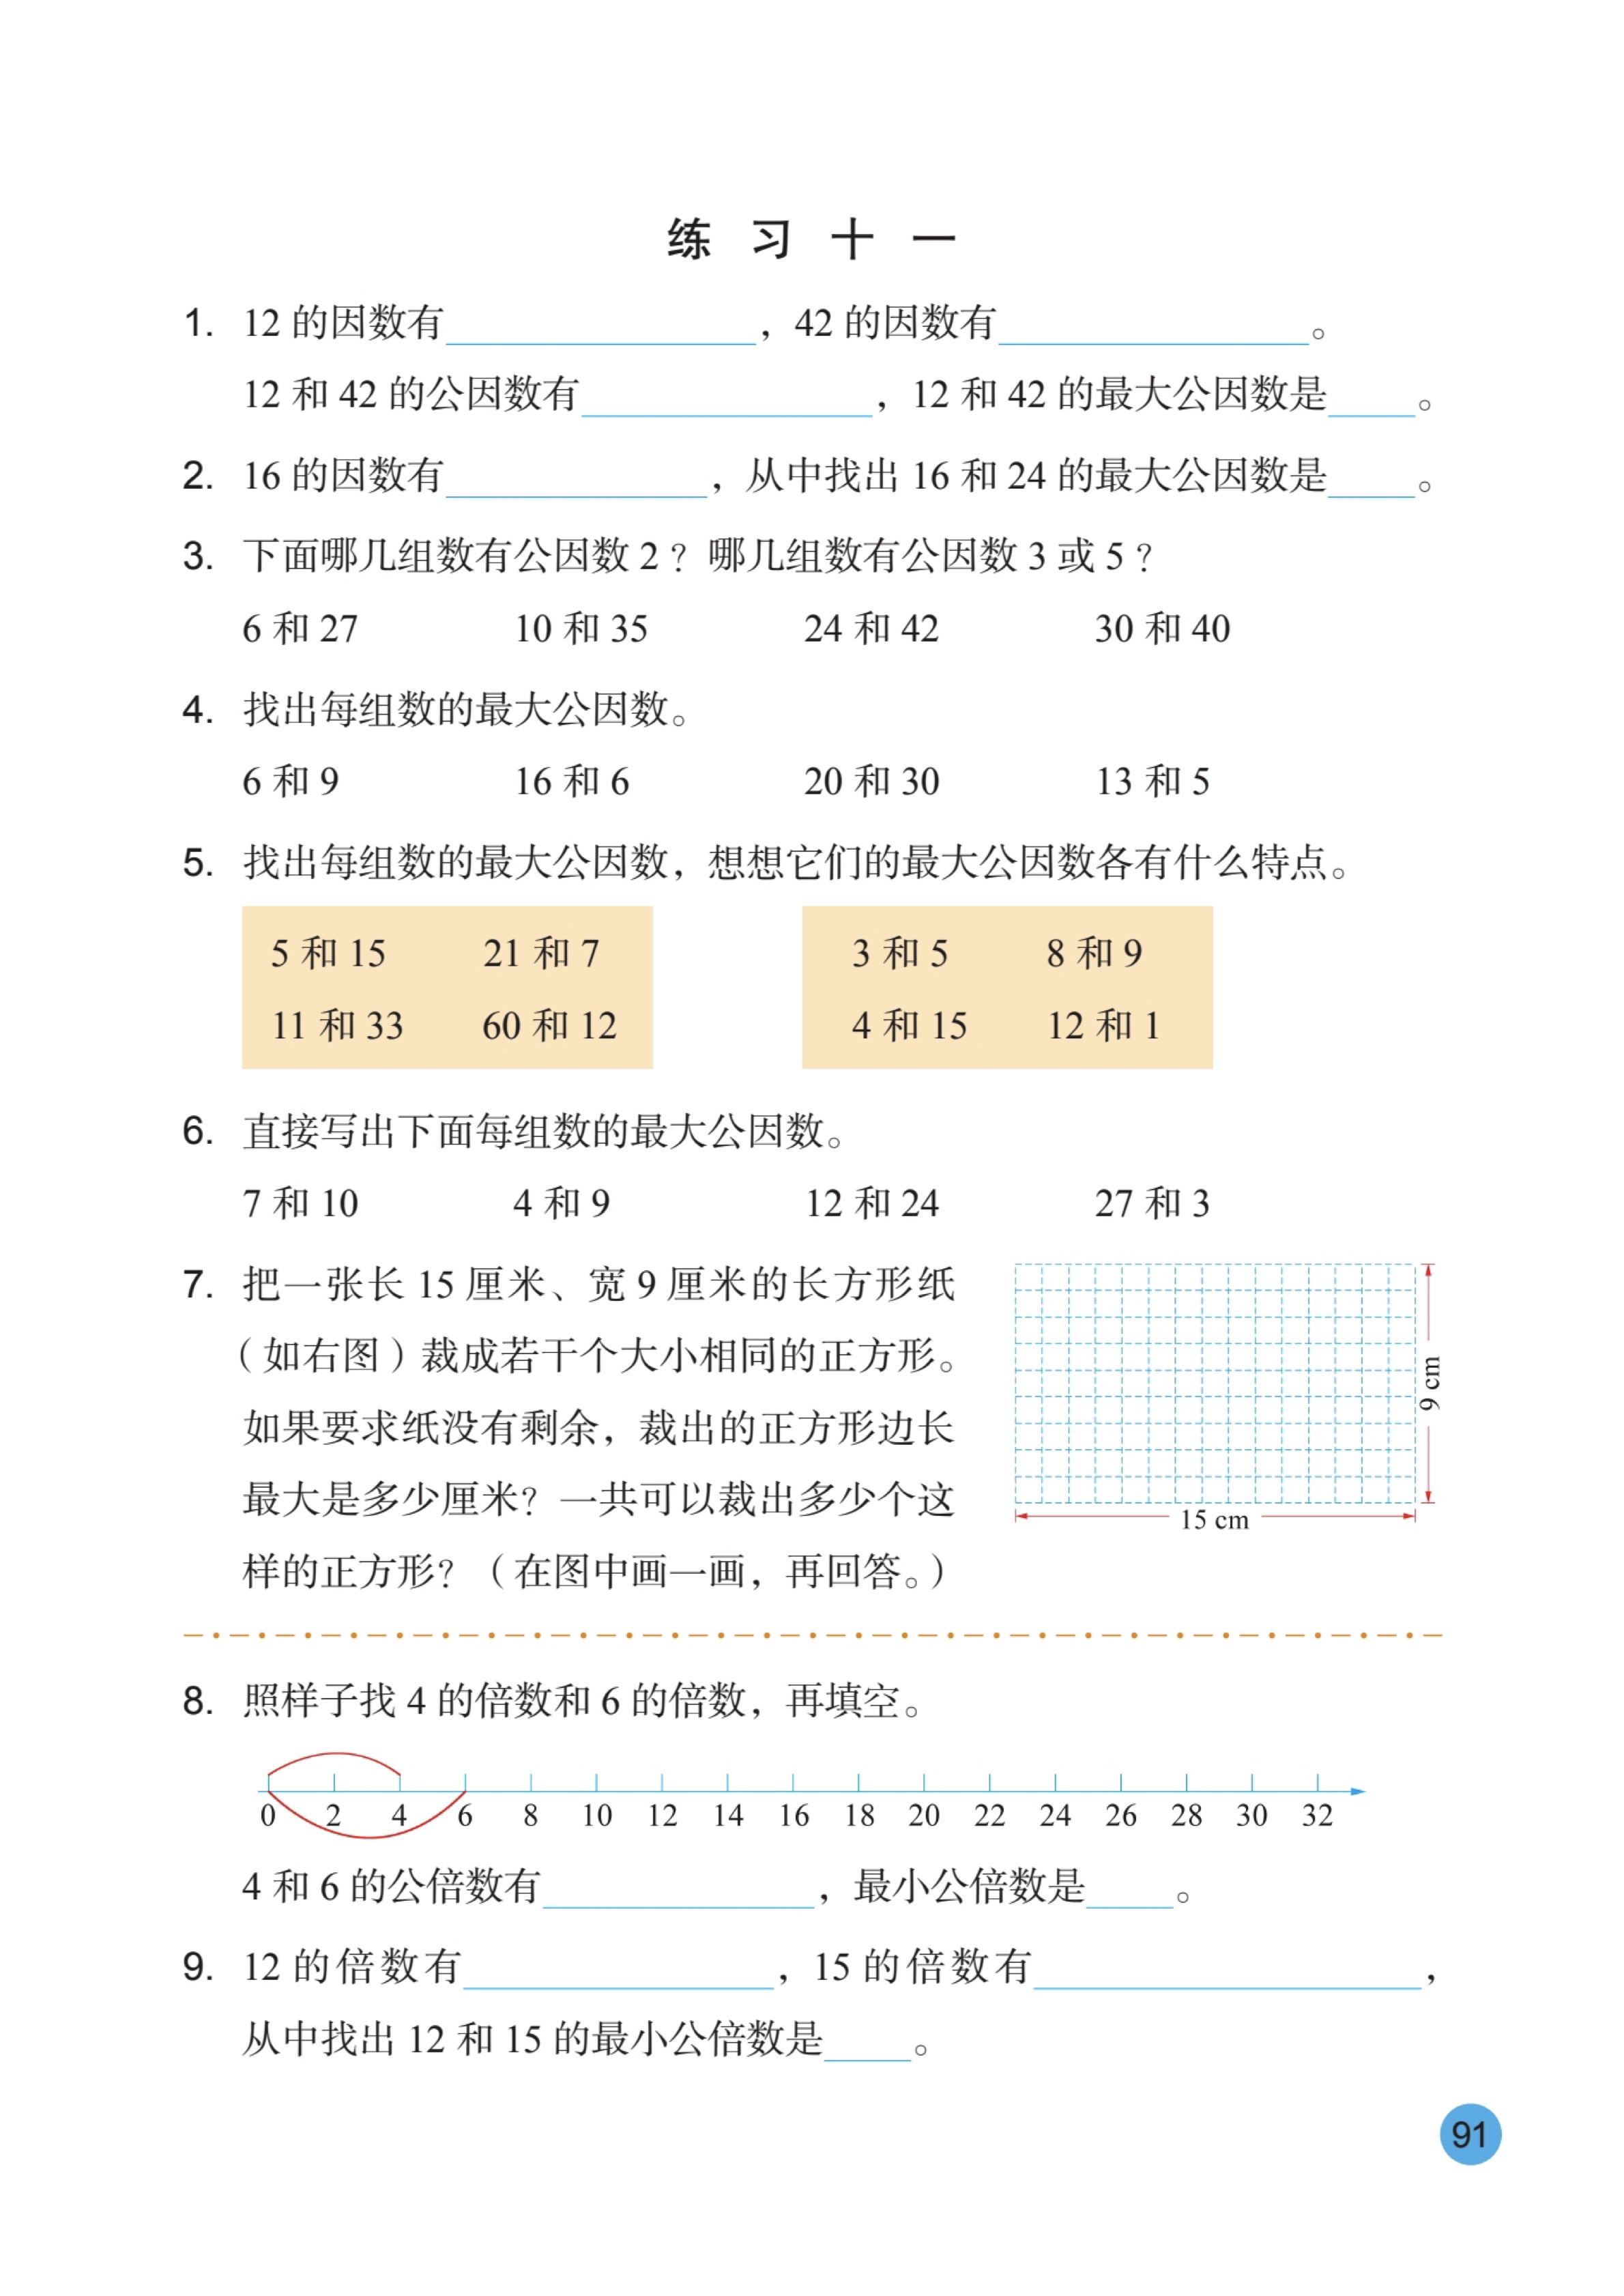 练习十一
1. 12 的因数有________，42 的因数有________。
12 和 42 的公因数有________，12 和 42 的最大公因数是____。
2. 16 的因数有________，从中找出 16 和 24 的最大公因数是____。
3. 下面哪几组数有公因数 2？哪几组数有公因数 3 或 5？
6 和 27 10 和 35 24 和 42 30 和 40
4. 找出每组数的最大公因数。
6 和 9 16 和 6 20 和 30 13 和 5
5. 找出每组数的最大公因数，想想它们的最大公因数各有什么特点。
5 和 15 21 和 7 3 和 5 8 和 9
11 和 33 60 和 12 4 和 15 12 和 1
6. 直接写出下面每组数的最大公因数。
7 和 10 4 和 9 12 和 24 27 和 3
7. 把一张长 15 厘米、宽 9 厘米的长方形纸
（如右图）裁成若干个大小相同的正方形。
如果要求纸没有剩余，裁出的正方形边长
最大是多少厘米？一共可以裁出多少个这
样的正方形？（在图中画一画，再回答。）
9 cm
15 cm
8. 照样子找 4 的倍数和 6 的倍数，再填空。
0 2 4 6 8 10 12 14 16 18 20 22 24 26 28 30 32
4 和 6 的公倍数有________，最小公倍数是____。
9. 12 的倍数有________，15 的倍数有________，
从中找出 12 和 15 的最小公倍数是____。
91